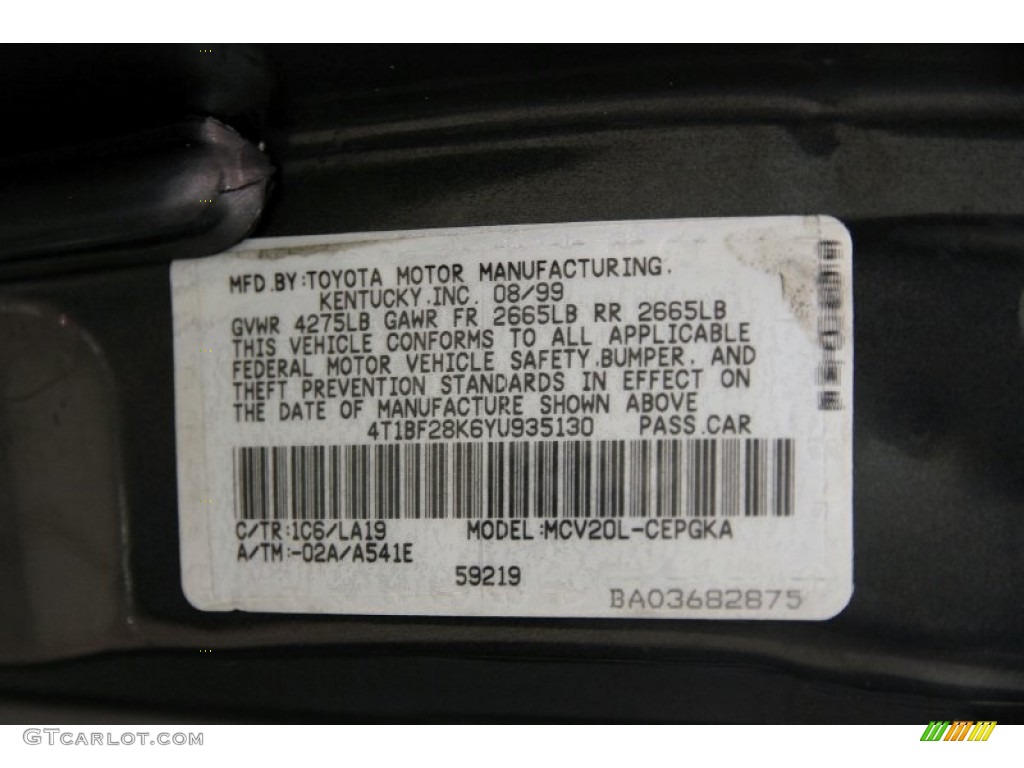 MFD.BY:TOYOTA MOTOR MANUFACTURING.
KENTUCKY.INC. 08/99
GVWR 4275LB GAWR FR 2665LB RR 2665LB
THIS VEHICLE CONFORMS TO ALL APPLICABLE
FEDERAL MOTOR VEHICLE SAFETY.BUMPER. AND
THEFT PREVENTION STANDARDS IN EFFECT ON
THE DATE OF MANUFACTURE SHOWN ABOVE
4T1BF28K6YU935130 PASS.CAR
C/TR:1C6/LA19 MODEL:MCV20L-CEPGKA
A/TM:-02A/A541E
59219
BA03682875
GTCarlot.com